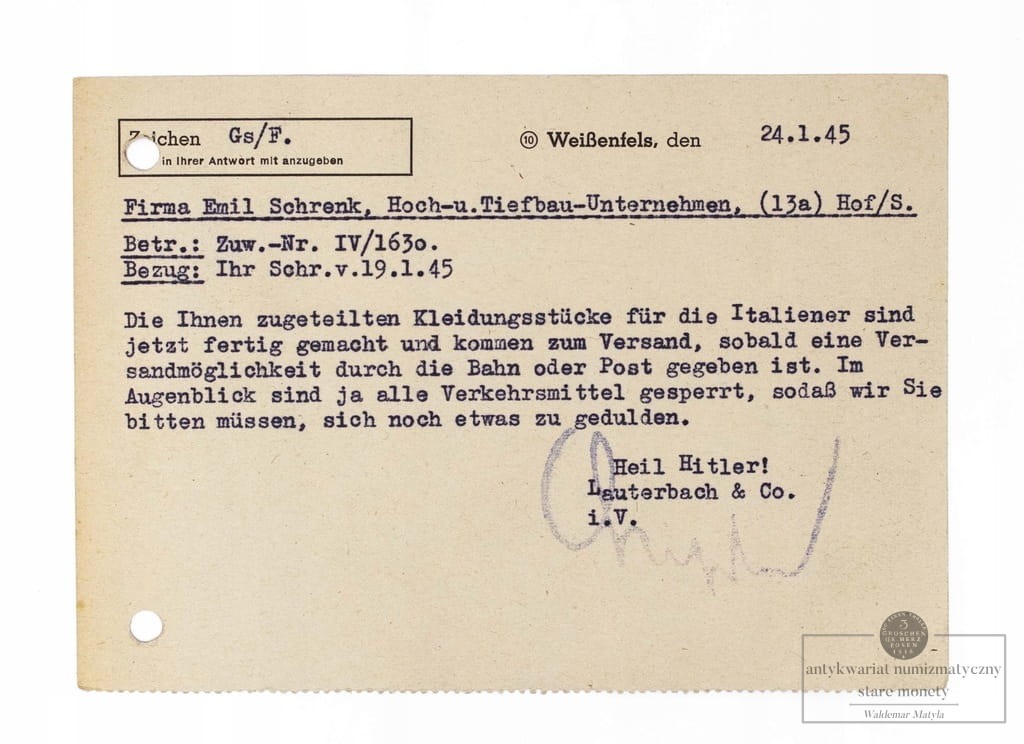 Zeichen Gs/F.
in Ihrer Antwort mit anzugeben
⑩ Weißenfels, den 24.1.45
Firma Emil Schrenk, Hoch-u.Tiefbau-Unternehmen, (13a) Hof/S.
Betr.: Zuw.-Nr. IV/163o.
Bezug: Ihr Schr.v.19.1.45
Die Ihnen zugeteilten Kleidungsstücke für die Italiener sind
jetzt fertig gemacht und kommen zum Versand, sobald eine Ver-
sandmöglichkeit durch die Bahn oder Post gegeben ist. Im
Augenblick sind ja alle Verkehrsmittel gesperrt, sodaß wir Sie
bitten müssen, sich noch etwas zu gedulden.
Heil Hitler!
Lauterbach & Co.
i.V.
3
GROSCHEN
POSEN
antykwariat numizmatyczny
stare monety
Waldemar Matyla